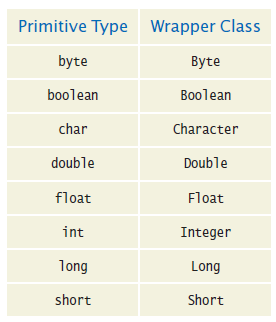 Primitive Type Wrapper Class
byte Byte
boolean Boolean
char Character
double Double
float Float
int Integer
long Long
short Short